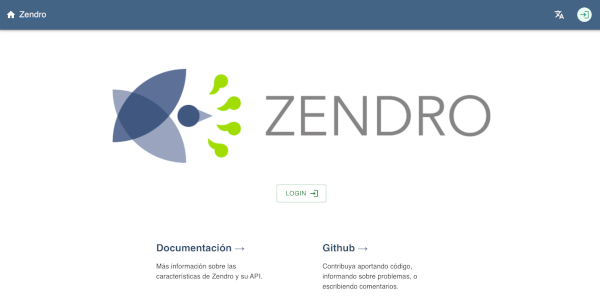 Zendro
ZENDRO
LOGIN
Documentación →
Más información sobre las
características de Zendro y su API.
Github →
Contribuya aportando código,
informando sobre problemas, o
escribiendo comentarios.